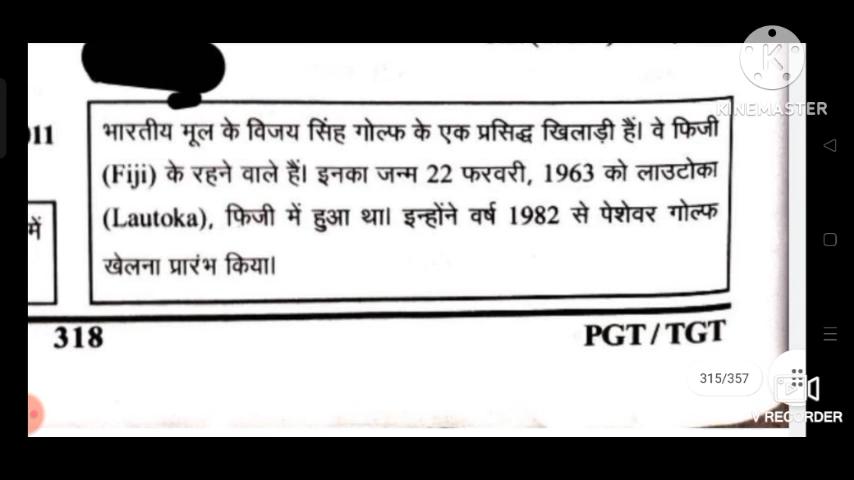 KINEMASTER
भारतीय मूल के विजय सिंह गोल्फ के एक प्रसिद्ध खिलाड़ी हैं। वे फिजी
(Fiji) के रहने वाले हैं। इनका जन्म 22 फरवरी, 1963 को लाउटोका
(Lautoka), फिजी में हुआ था। इन्होंने वर्ष 1982 से पेशेवर गोल्फ
खेलना प्रारंभ किया।
011
में
318
PGT/TGT
315/357
V RECORDER